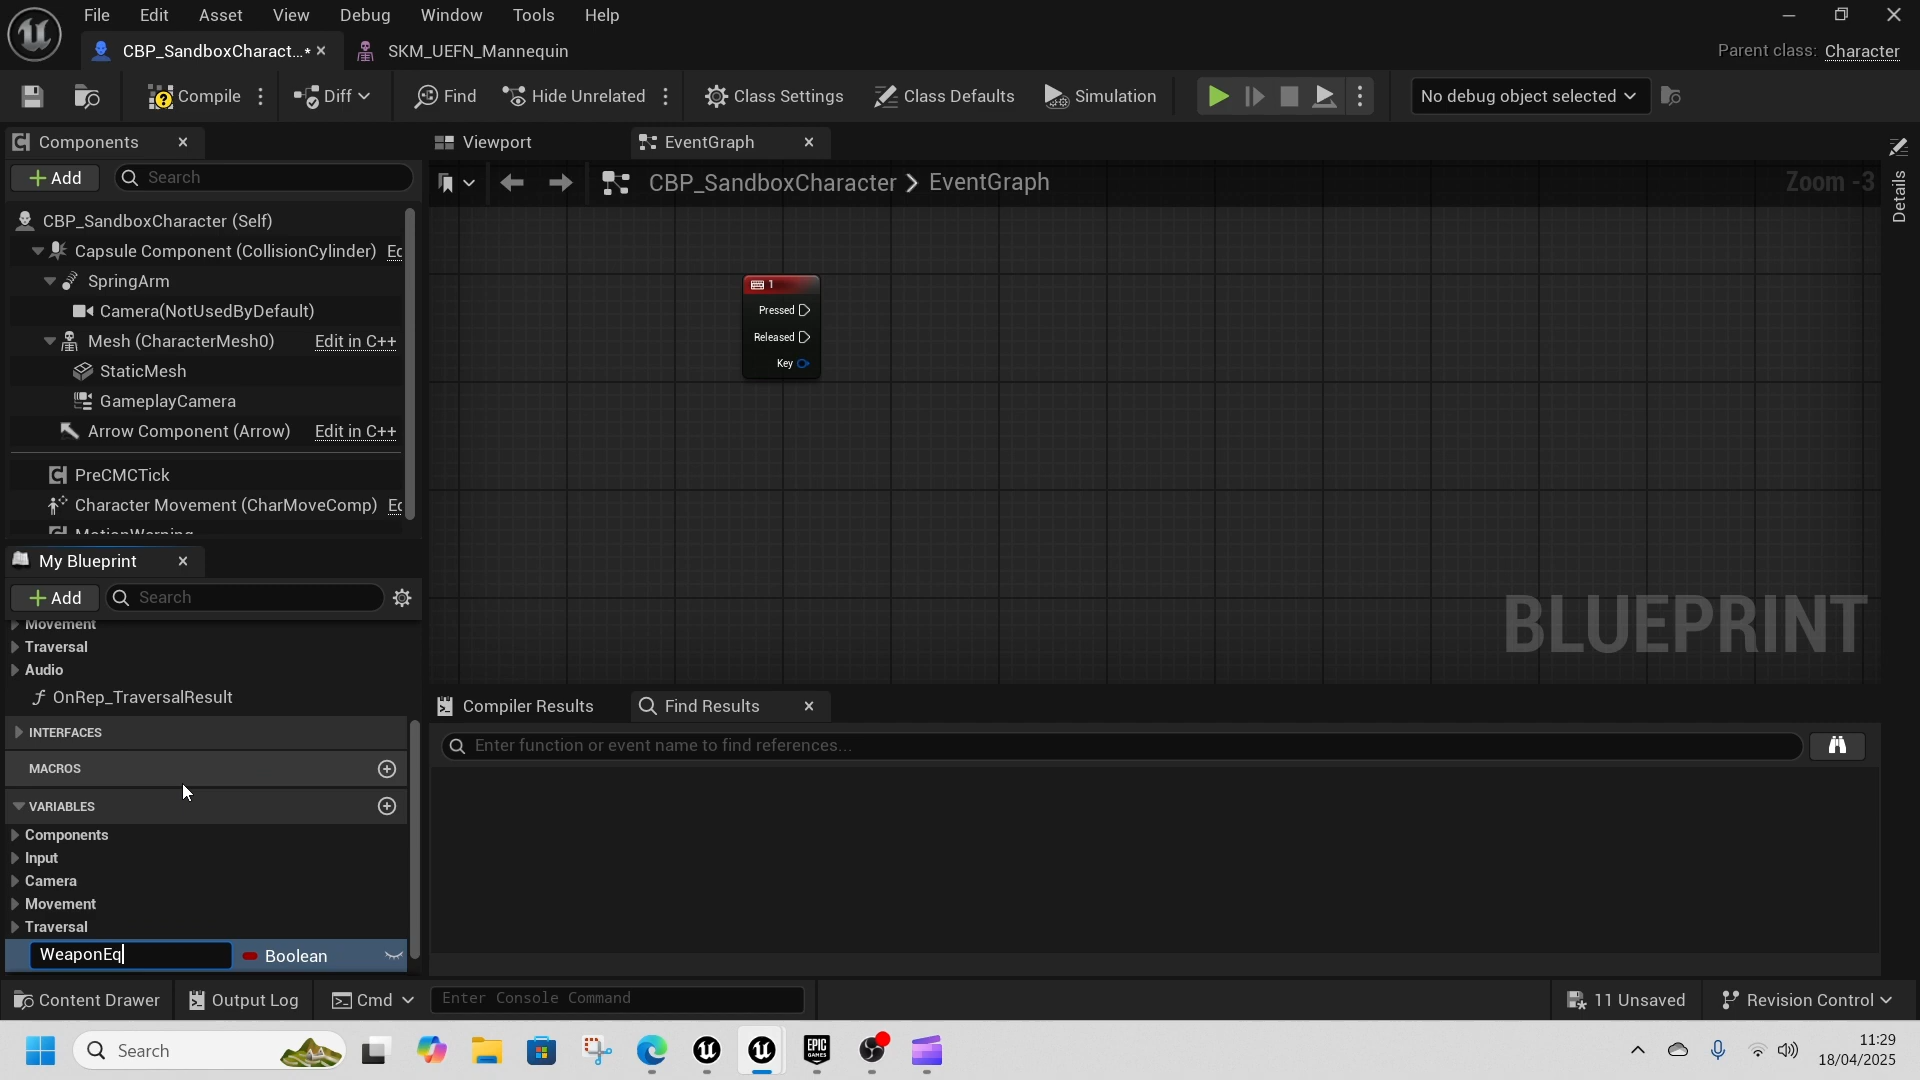 File Edit Asset View Debug Window Tools Help
CBP_SandboxCharact...* SKM_UEFN_Mannequin
Parent class: Character
Compile Diff Find Hide Unrelated Class Settings Class Defaults Simulation No debug object selected
Components
Viewport EventGraph
Add Search
CBP_SandboxCharacter EventGraph Zoom -3
Details
CBP_SandboxCharacter (Self)
Capsule Component (CollisionCylinder)
SpringArm
Camera(NotUsedByDefault)
Mesh (CharacterMesh0) Edit in C++
StaticMesh
GameplayCamera
Arrow Component (Arrow) Edit in C++
PreCMCTick
Character Movement (CharMoveComp)
MotionWarping
1
Pressed
Released
Key
BLUEPRINT
My Blueprint
Add Search
Movement
Traversal
Audio
OnRep_TraversalResult
INTERFACES
MACROS
VARIABLES
Components
Input
Camera
Movement
Traversal
WeaponEq Boolean
Compiler Results Find Results
Enter function or event name to find references...
Content Drawer Output Log Cmd Enter Console Command 11 Unsaved Revision Control
Search
EPIC GAMES
11:29
18/04/2025